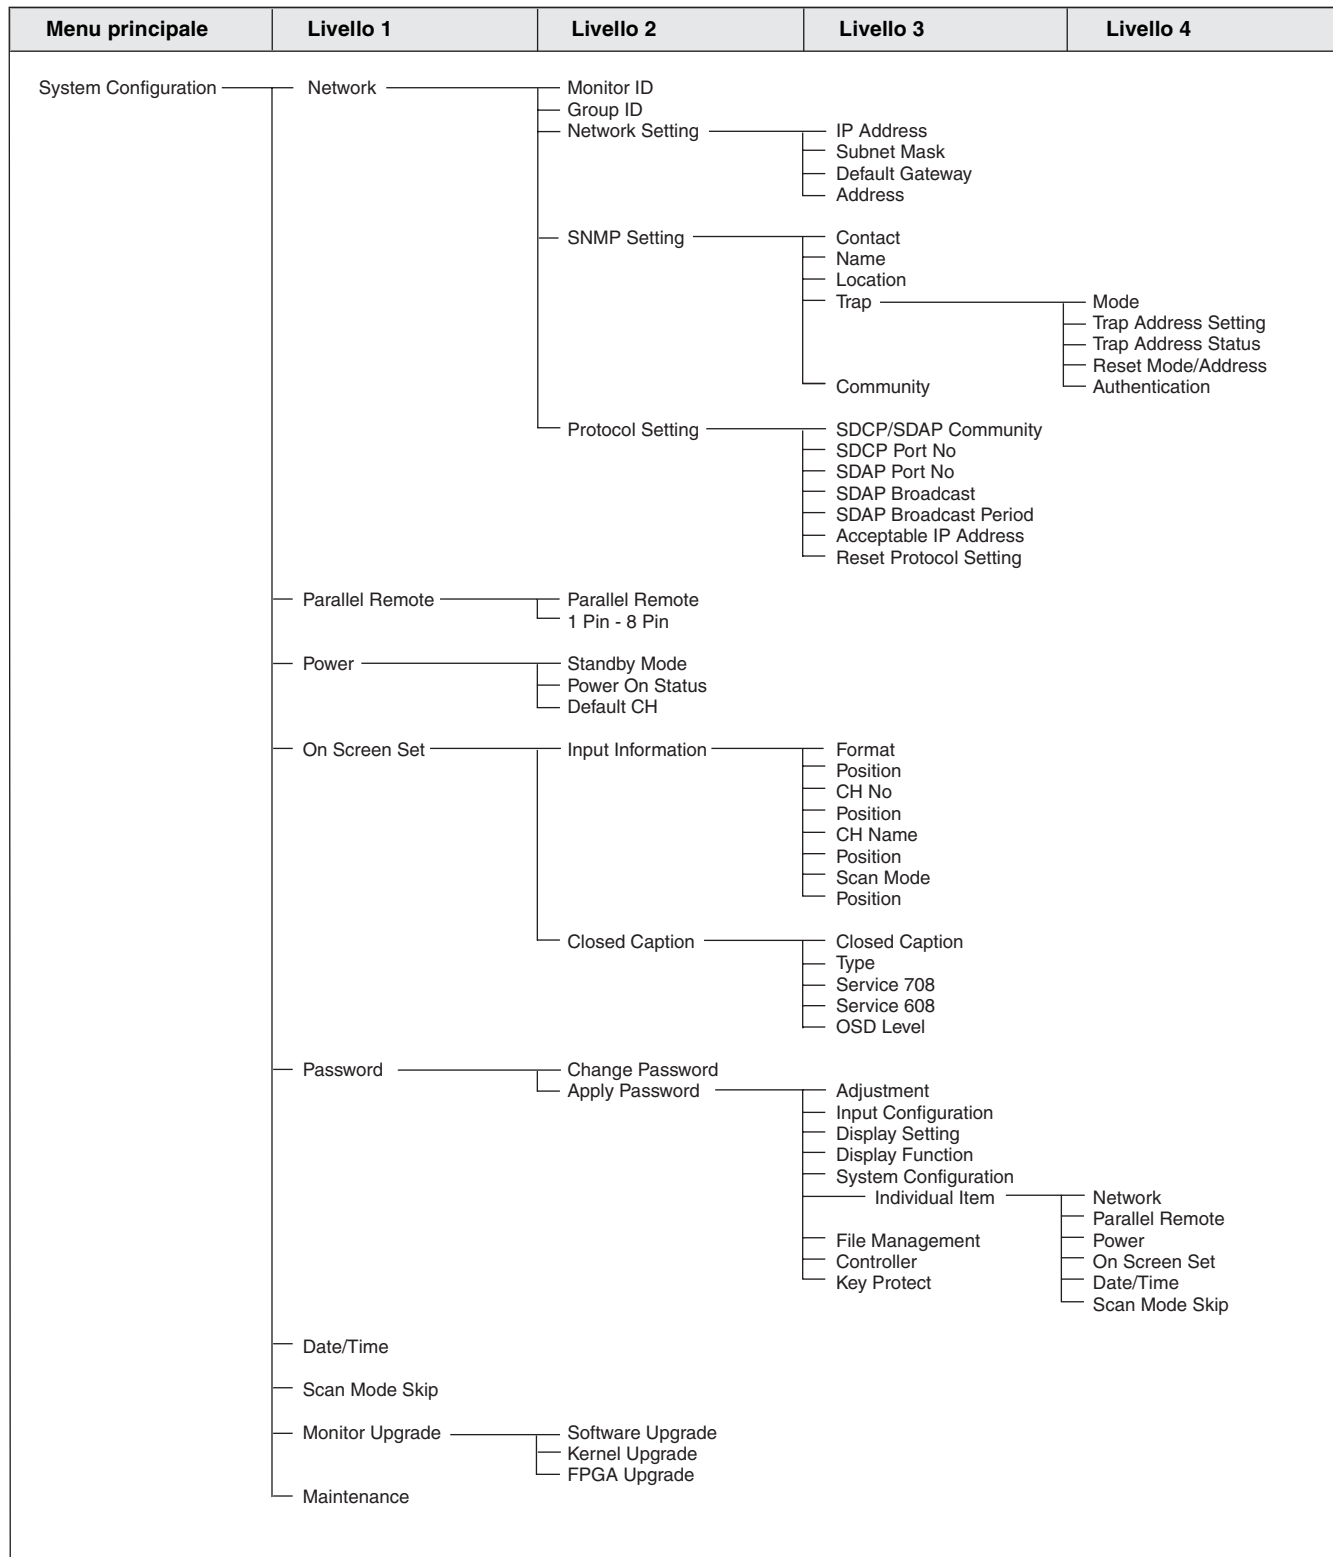 Menu principale Livello 1 Livello 2 Livello 3 Livello 4
System Configuration Network Monitor ID
Group ID
Network Setting IP Address
Subnet Mask
Default Gateway
Address
SNMP Setting Contact
Name
Location
Trap Mode
Trap Address Setting
Trap Address Status
Reset Mode/Address
Community Authentication
Protocol Setting SDCP/SDAP Community
SDCP Port No
SDAP Port No
SDAP Broadcast
SDAP Broadcast Period
Acceptable IP Address
Reset Protocol Setting
Parallel Remote Parallel Remote
1 Pin - 8 Pin
Power Standby Mode
Power On Status
Default CH
On Screen Set Input Information Format
Position
CH No
Position
CH Name
Position
Scan Mode
Position
Closed Caption Closed Caption
Type
Service 708
Service 608
OSD Level
Password Change Password
Apply Password Adjustment
Input Configuration
Display Setting
Display Function
System Configuration
Individual Item Network
Parallel Remote
File Management Power
Controller On Screen Set
Key Protect Date/Time
Scan Mode Skip
Date/Time
Scan Mode Skip
Monitor Upgrade Software Upgrade
Kernel Upgrade
FPGA Upgrade
Maintenance